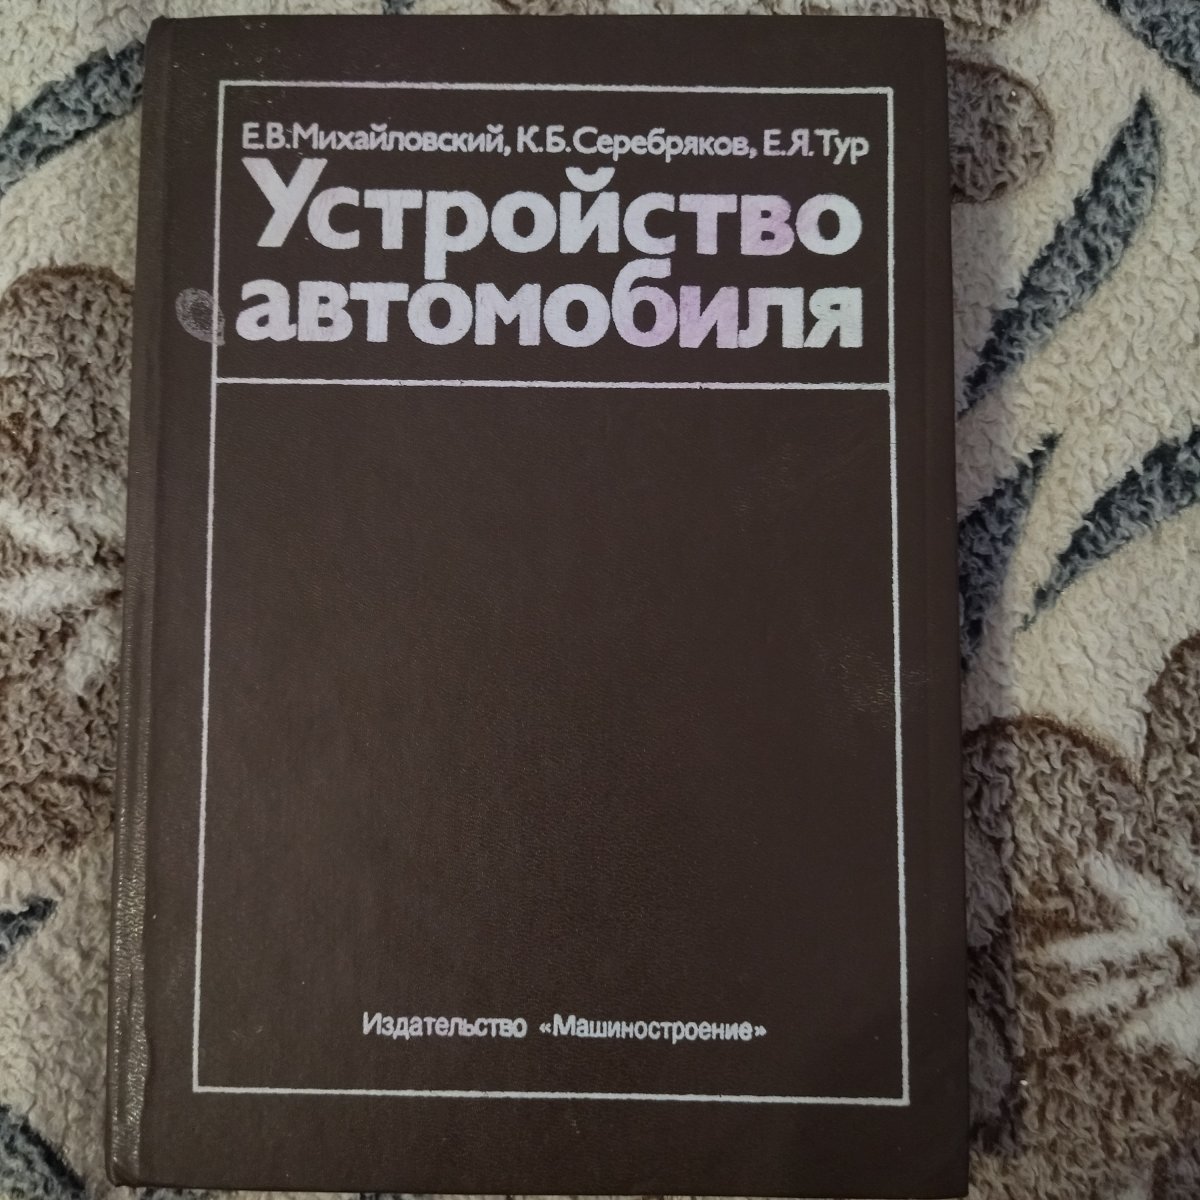 Е.В.Михайловский, К.Б.Серебряков, Е.Я.Тур
Устройство
автомобиля
Издательство «Машиностроение»